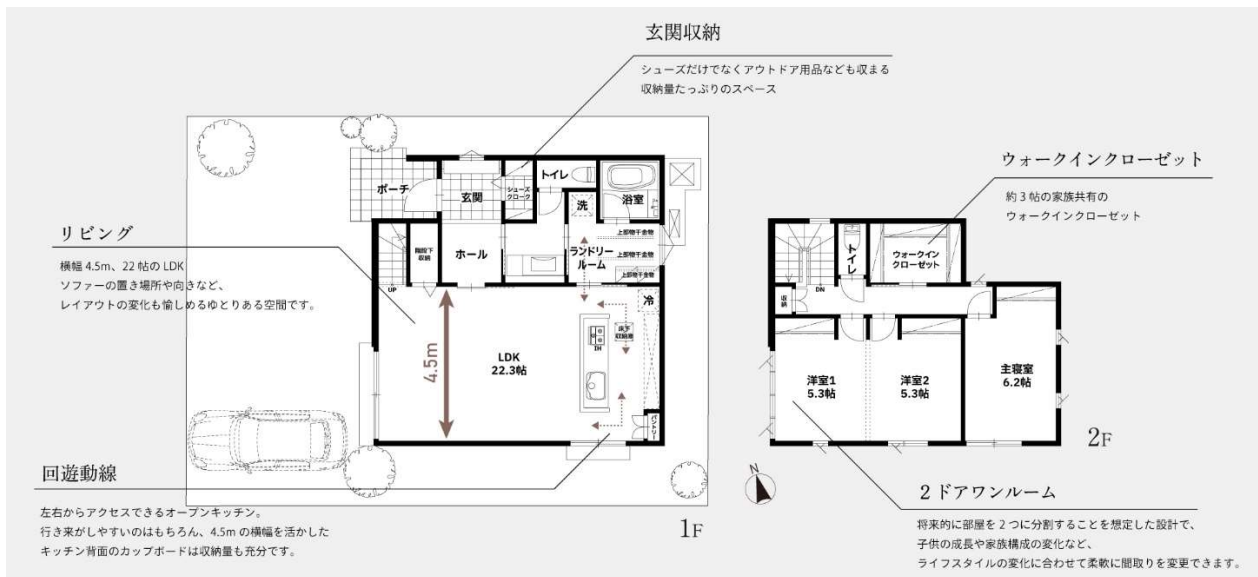 玄関収納
シューズだけでなくアウトドア用品なども収まる
収納量たっぷりのスペース
ウォークインクローゼット
約3帖の家族共有の
ウォークインクローゼット
リビング
横幅 4.5m、22 帖の LDK
ソファーの置き場所や向きなど、
レイアウトの変化も愉しめるゆとりある空間です。
ポーチ
玄関
シューズ
クローク
トイレ
浴室
洗
階段下
収納
ホール
ランドリー
ルーム
上部物干金物
上部物干金物
上部物干金物
UP
冷
床下
収納庫
4.5m
LDK
22.3帖
パントリー
DN
トイレ
ウォークイン
クローゼット
収納
洋室1
5.3帖
洋室2
5.3帖
主寝室
6.2帖
2F
N
1F
回遊動線
左右からアクセスできるオープンキッチン。
行き来がしやすいのはもちろん、4.5m の横幅を活かした
キッチン背面のカップボードは収納量も充分です。
2 ドアワンルーム
将来的に部屋を 2 つに分割することを想定した設計で、
子供の成長や家族構成の変化など、
ライフスタイルの変化に合わせて柔軟に間取りを変更できます。